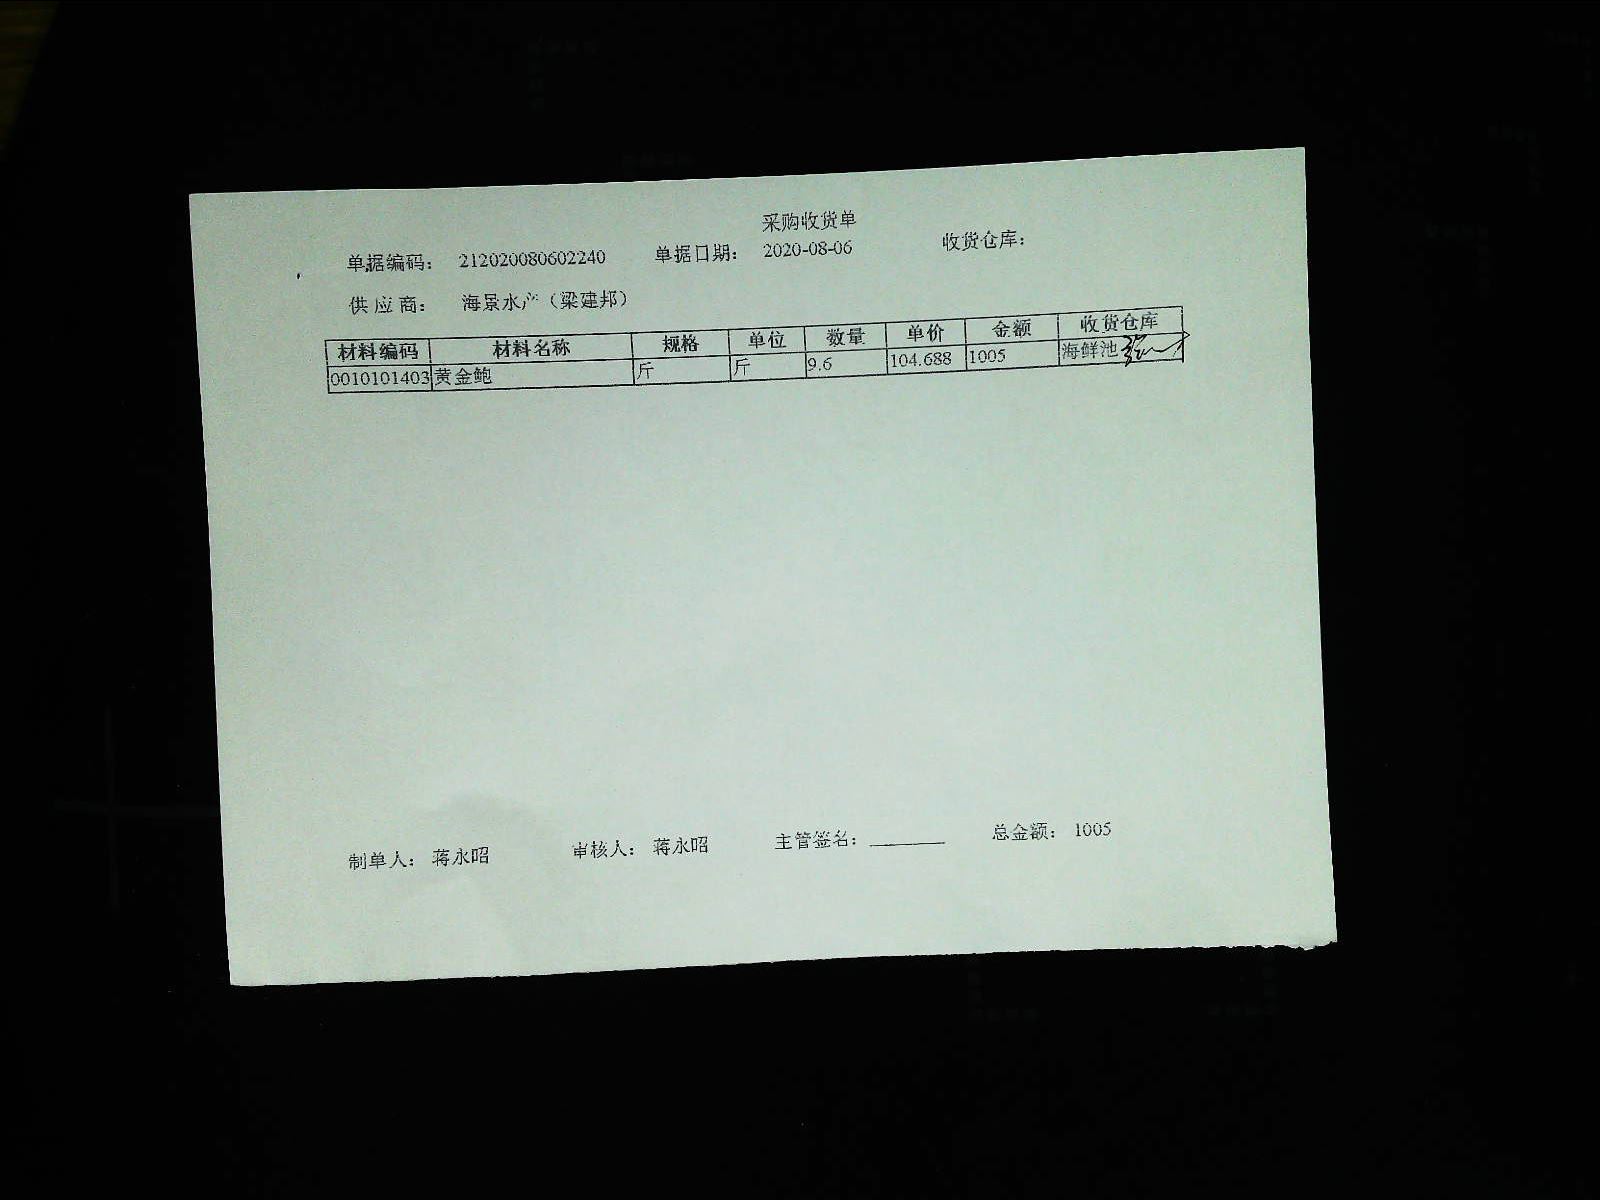 采购收货单
单据编码： 212020080602240 单据日期： 2020-08-06 收货仓库：
供应商： 海景水产（梁建邦）
材料编码 材料名称 规格 单位 数量 单价 金额 收货仓库
0010101403 黄金鲍 斤 斤 9.6 104.688 1005 海鲜池
制单人： 蒋永昭 审核人： 蒋永昭 主管签名： 总金额： 1005